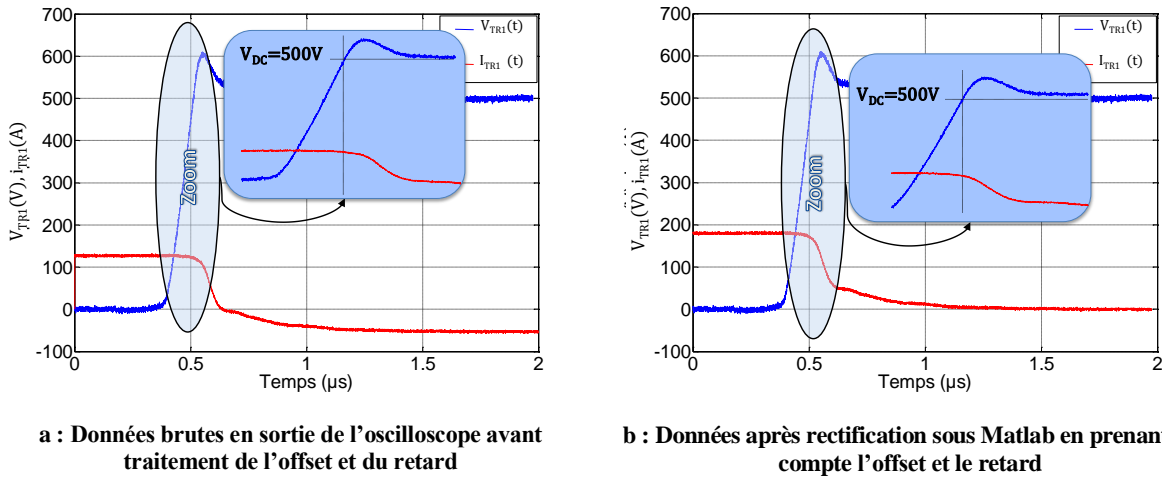 700
600
500
400
300
200
100
0
-100
V_TR1(V), i_TR1(A)
V_TR1(t)
I_TR1 (t)
V_DC=500V
Zoom
0
0.5
1
1.5
2
Temps (µs)
a : Données brutes en sortie de l’oscilloscope avant
traitement de l’offset et du retard
700
600
500
400
300
200
100
0
-100
V_TR1(V), i_TR1(A)
V_TR1(t)
I_TR1 (t)
V_DC=500V
Zoom
0
0.5
1
1.5
2
Temps (µs)
b : Données après rectification sous Matlab en prenant
compte l’offset et le retard